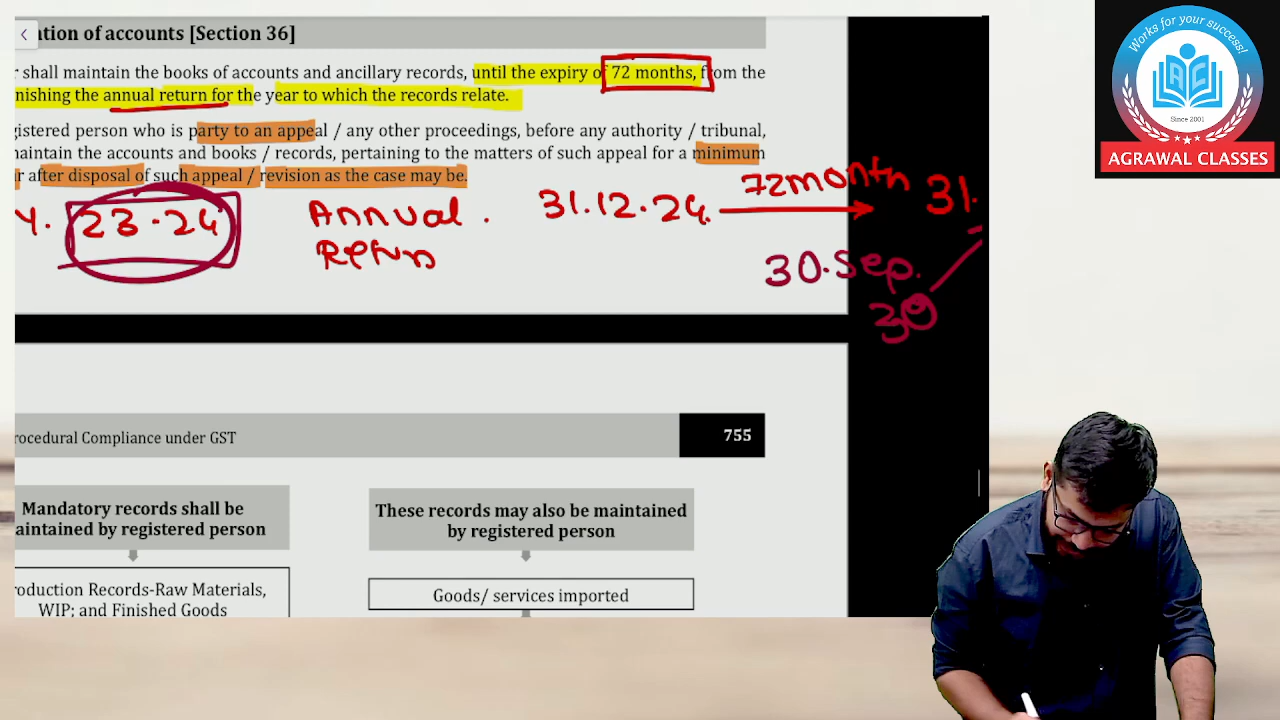 ntion of accounts [Section 36]
r shall maintain the books of accounts and ancillary records, until the expiry of 72 months, from the
nishing the annual return for the year to which the records relate.
gistered person who is party to an appeal / any other proceedings, before any authority / tribunal,
naintain the accounts and books / records, pertaining to the matters of such appeal for a minimum
r after disposal of such appeal / revision as the case may be.
Y. 23-24
Annual
Return
31.12.24.
72month
31.
30.Sep.
30
rocedural Compliance under GST
755
Mandatory records shall be
aintained by registered person
These records may also be maintained
by registered person
roduction Records-Raw Materials,
WIP; and Finished Goods
Goods/ services imported
Works for your success!
Since 2001
AGRAWAL CLASSES